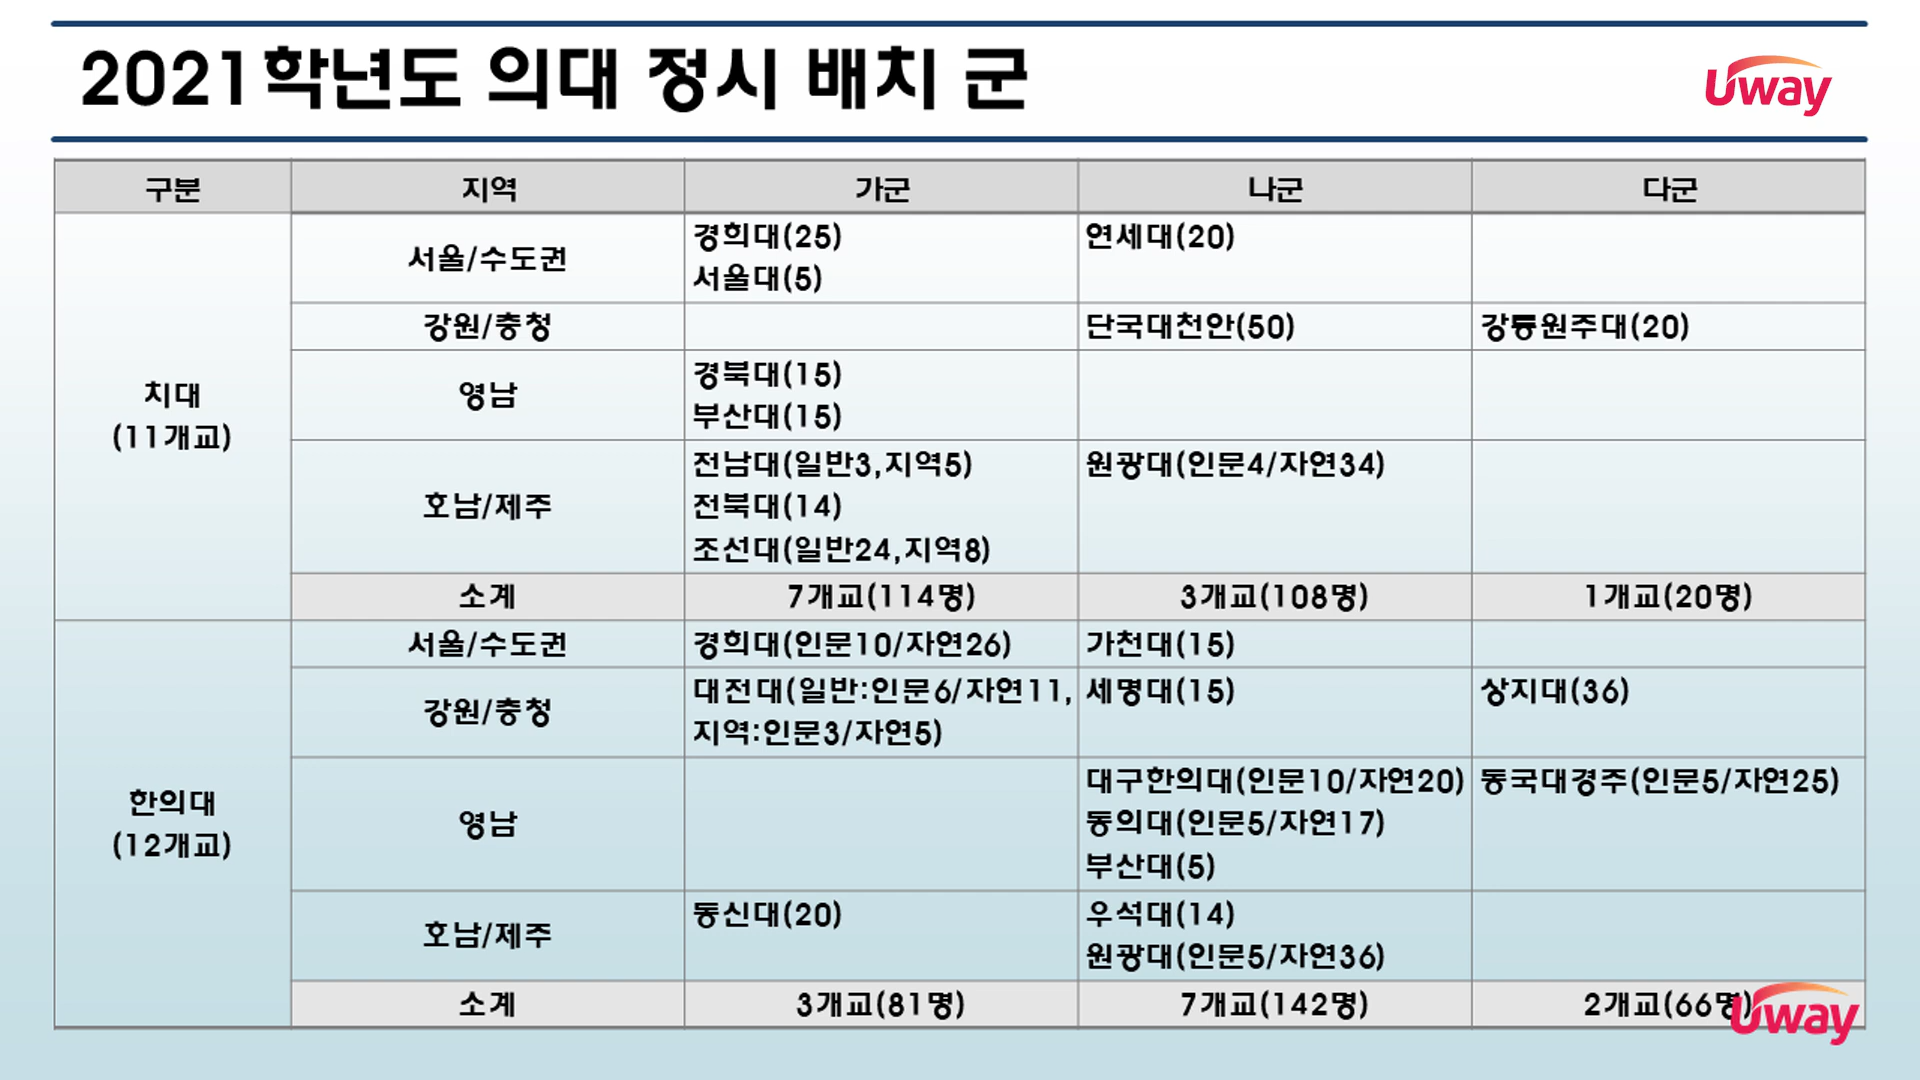 2021학년도 의대 정시 배치 군
Uway
구분 지역 가군 나군 다군
치대
(11개교)
서울/수도권
경희대(25)
서울대(5)
연세대(20)
강원/충청
단국대천안(50)
강릉원주대(20)
영남
경북대(15)
부산대(15)
호남/제주
전남대(일반3,지역5)
전북대(14)
조선대(일반24,지역8)
원광대(인문4/자연34)
소계 7개교(114명) 3개교(108명) 1개교(20명)
한의대
(12개교)
서울/수도권
경희대(인문10/자연26)
가천대(15)
강원/충청
대전대(일반:인문6/자연11,
지역:인문3/자연5)
세명대(15)
상지대(36)
영남
대구한의대(인문10/자연20)
동의대(인문5/자연17)
부산대(5)
동국대경주(인문5/자연25)
호남/제주
동신대(20)
우석대(14)
원광대(인문5/자연36)
소계 3개교(81명) 7개교(142명) 2개교(66명)
Uway